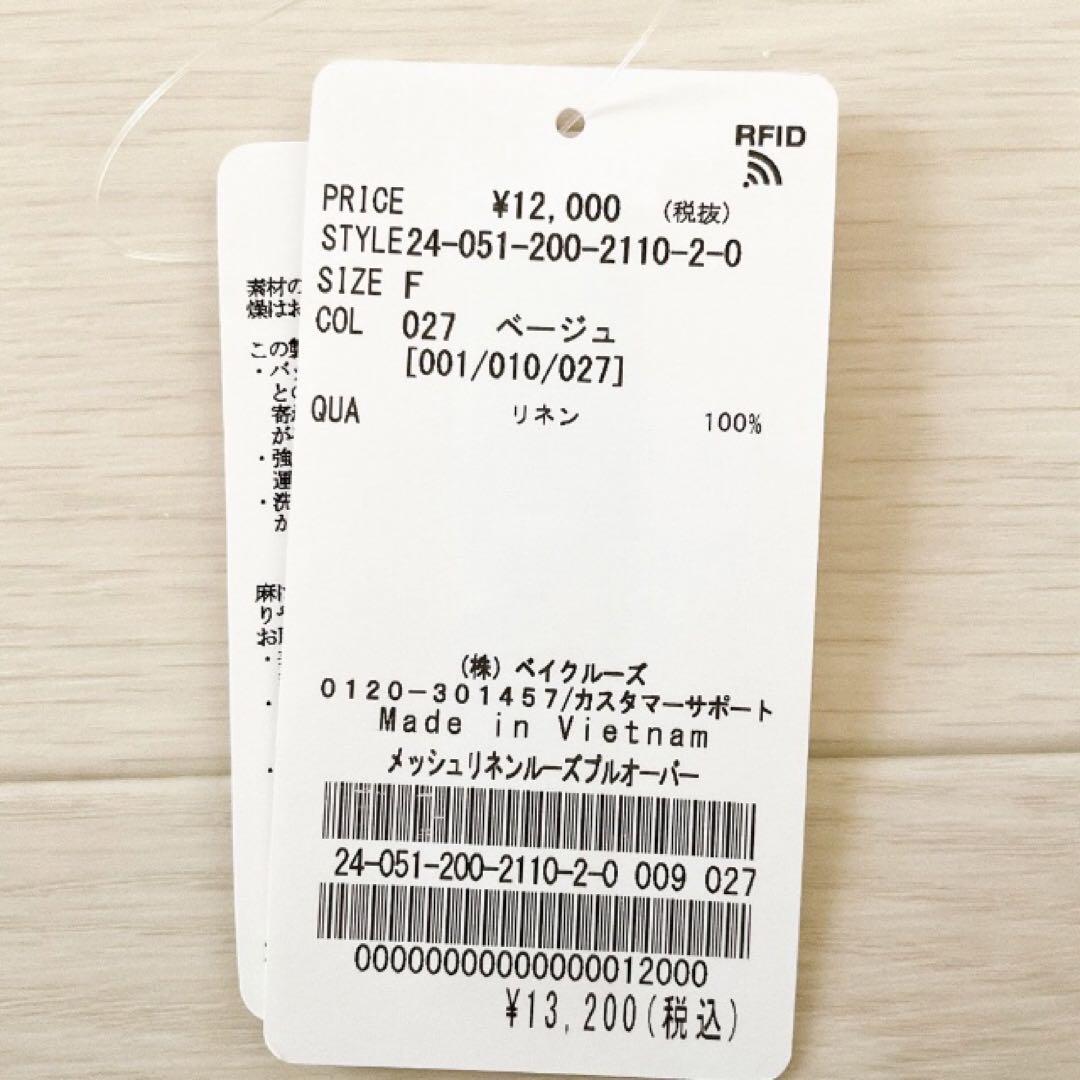 RFID
PRICE ¥12,000 (税抜)
STYLE24-051-200-2110-2-0
SIZE F
COL 027 ベージュ
[001/010/027]
QUA リネン 100%
(株)ベイクルーズ
0120-301457/カスタマーサポート
Made in Vietnam
メッシュリネンルーズプルオーバー
24-051-200-2110-2-0 009 027
000000000000000012000
¥13,200(税込)
素材の
燥はお
この
・バッ
と
寄
が
・強
運
・洗
か
麻は
り
お